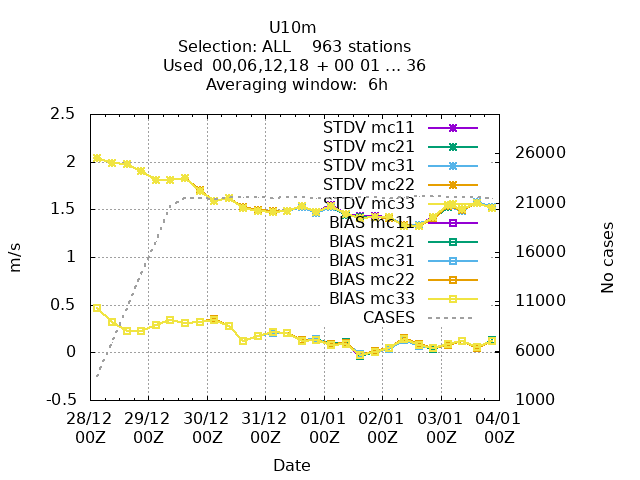 U10m
Selection: ALL    963 stations
Used  00,06,12,18  + 00 01 ... 36
Averaging window:  6h
2.5
2
1.5
1
0.5
0
-0.5
m/s
STDV mc11
STDV mc21
STDV mc31
STDV mc22
STDV mc33
BIAS mc11
BIAS mc21
BIAS mc31
BIAS mc22
BIAS mc33
CASES
26000
21000
16000
11000
6000
1000
No cases
28/12 29/12 30/12 31/12 01/01 02/01 03/01 04/01
00Z 00Z 00Z 00Z 00Z 00Z 00Z 00Z
Date